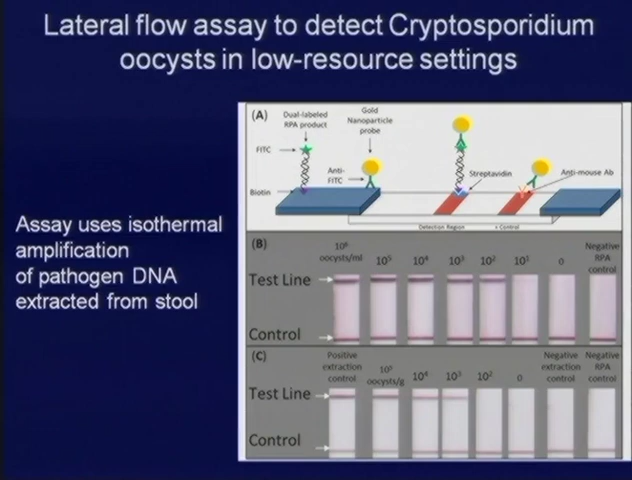 Lateral flow assay to detect Cryptosporidium
oocysts in low-resource settings
Assay uses isothermal
amplification
of pathogen DNA
extracted from stool
(A)
Dual-labeled
RPA product
Gold
Nanoparticle
probe
FITC
Anti-
FITC
Biotin
Streptavidin
Anti-mouse Ab
Detection Region
+ Control
(B)
10⁶
oocysts/ml
10⁵
10⁴
10³
10²
10¹
0
Negative
RPA
control
Test Line
Control
(C)
Positive
extraction
control
10⁵
oocysts/g
10⁴
10³
10²
0
Negative
extraction
control
Negative
RPA
control
Test Line
Control